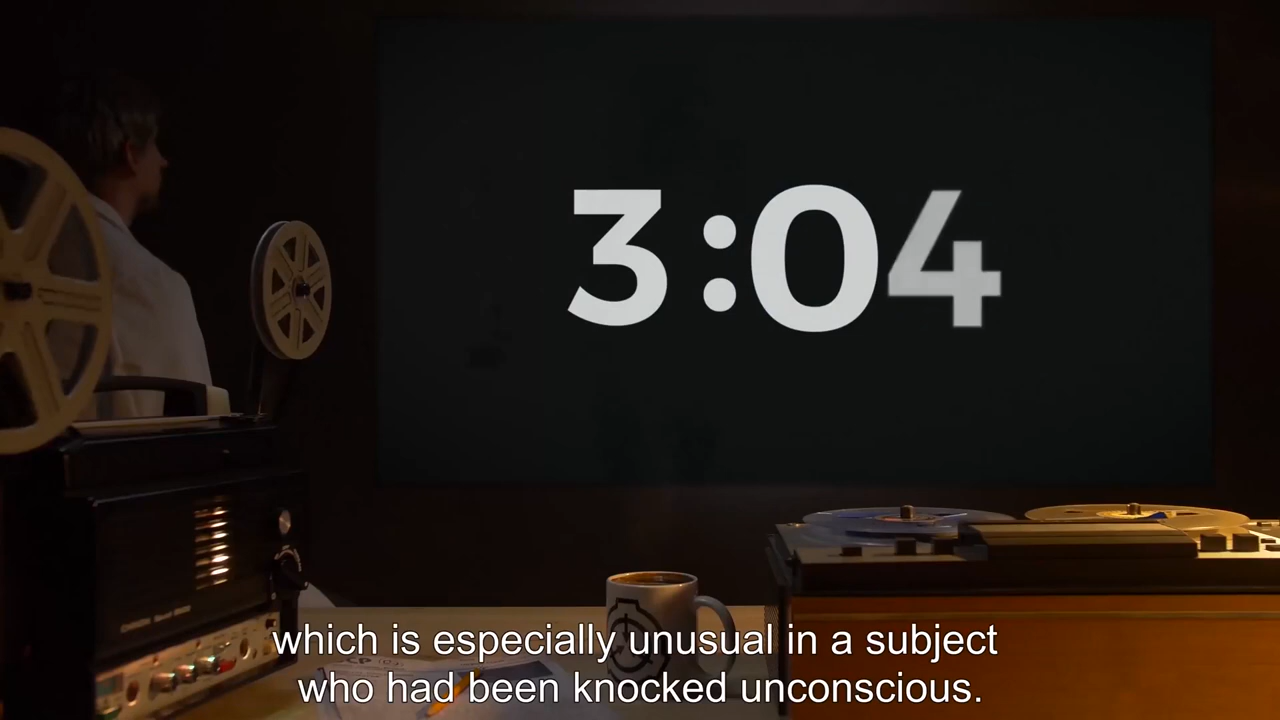 3:04
which is especially unusual in a subject
who had been knocked unconscious.